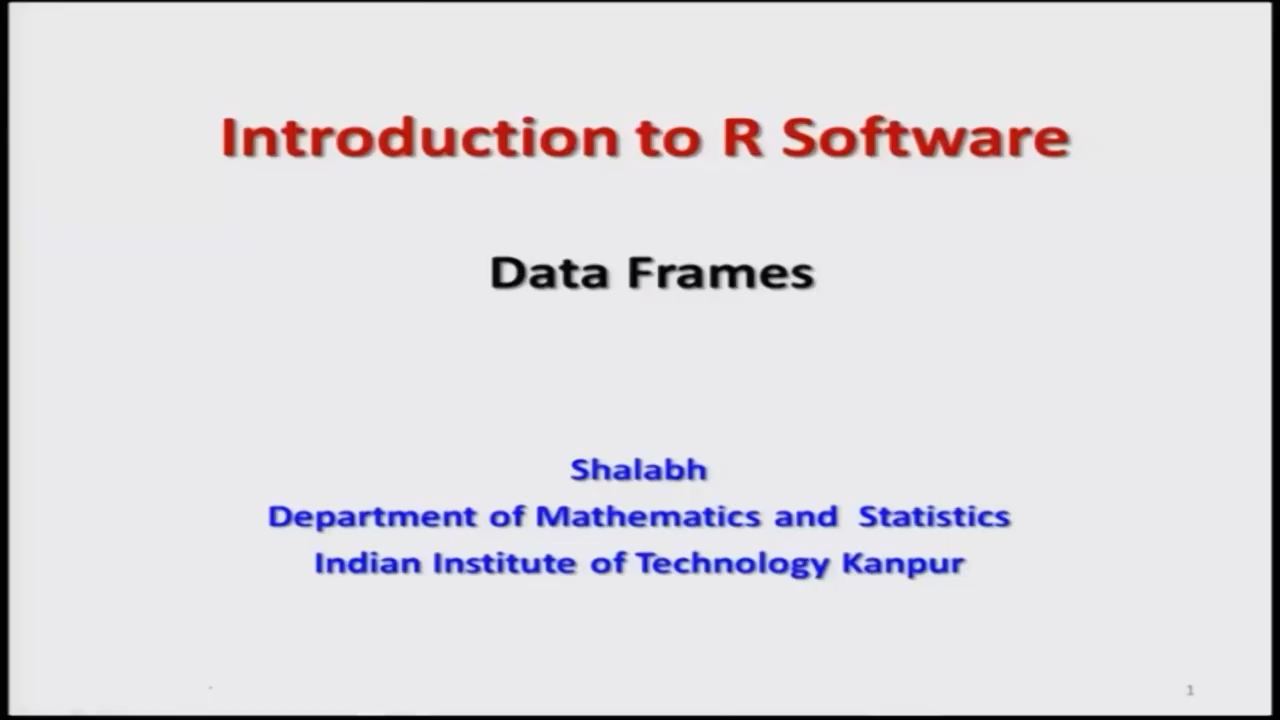 Introduction to R Software
Data Frames
Shalabh
Department of Mathematics and Statistics
Indian Institute of Technology Kanpur
1